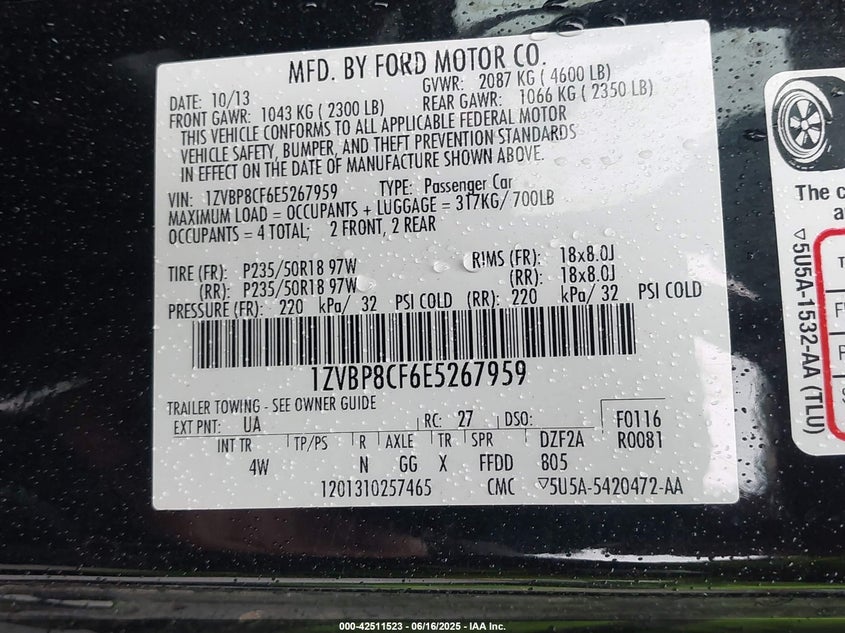 MFD. BY FORD MOTOR CO.
DATE: 10/13 GVWR: 2087 KG ( 4600 LB)
FRONT GAWR: 1043 KG ( 2300 LB) REAR GAWR: 1066 KG ( 2350 LB)
THIS VEHICLE CONFORMS TO ALL APPLICABLE FEDERAL MOTOR
VEHICLE SAFETY, BUMPER, AND THEFT PREVENTION STANDARDS
IN EFFECT ON THE DATE OF MANUFACTURE SHOWN ABOVE.
VIN: 1ZVBP8CF6E5267959 TYPE: Passenger Car
MAXIMUM LOAD = OCCUPANTS + LUGGAGE = 317KG/ 700LB
OCCUPANTS = 4 TOTAL; 2 FRONT, 2 REAR
TIRE (FR): P235/50R18 97W RIMS (FR): 18x8.0J
(RR): P235/50R18 97W (RR): 18x8.0J
PRESSURE (FR): 220 kPa/ 32 PSI COLD (RR): 220 kPa/ 32 PSI COLD
1ZVBP8CF6E5267959
TRAILER TOWING - SEE OWNER GUIDE
EXT PNT: UA RC: 27 DSO: F0116
INT TR TP/PS R AXLE TR SPR DZF2A R0081
4W N GG X FFDD 805
1201310257465 CMC ▽5U5A-5420472-AA
The c
a
▽5U5A-1532-AA (TLU)
000-42511523 - 06/16/2025 - IAA Inc.